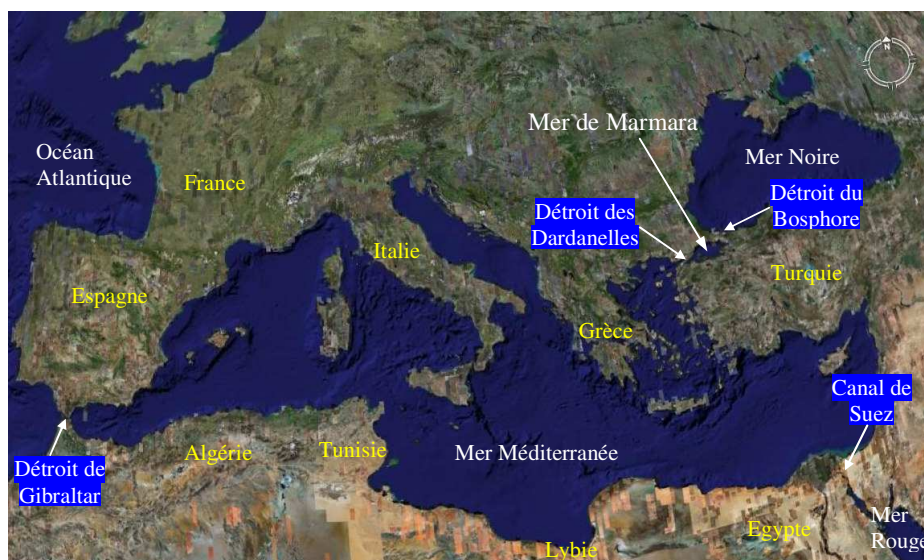 N
Mer de Marmara
Océan
Atlantique
Mer Noire
France
Détroit du
Bosphore
Détroit des
Dardanelles
Italie
Turquie
Espagne
Grèce
Canal de
Suez
Algérie
Tunisie
Mer Méditerranée
Détroit de
Gibraltar
Mer
Rouge
Egypte
Lybie